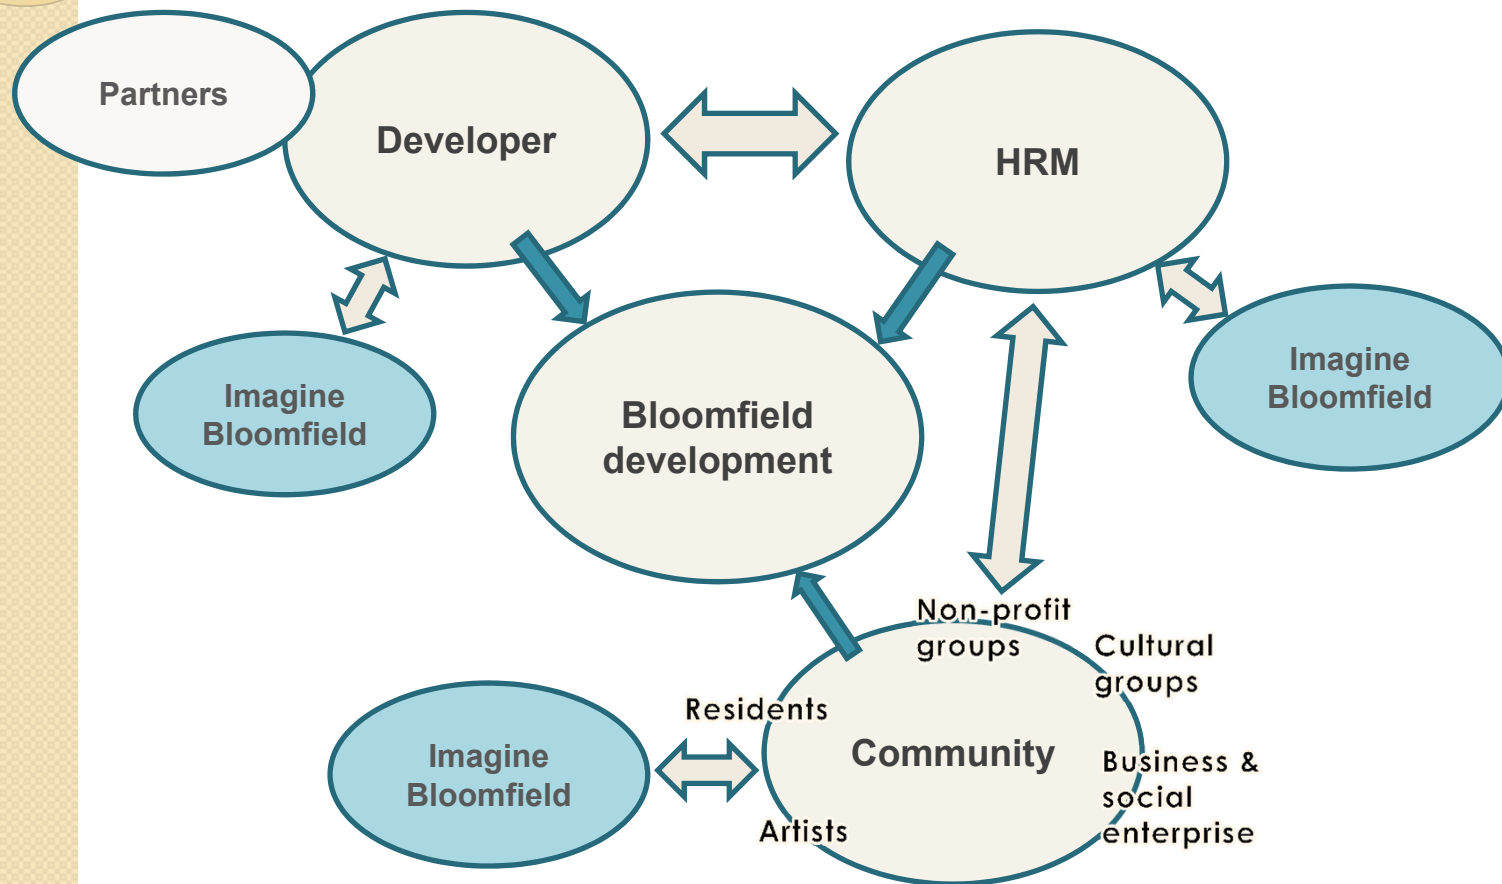 Partners
Developer
HRM
Imagine
Bloomfield
Imagine
Bloomfield
Bloomfield
development
Non-profit
groups
Cultural
groups
Residents
Community
Business &
social
enterprise
Imagine
Bloomfield
Artists